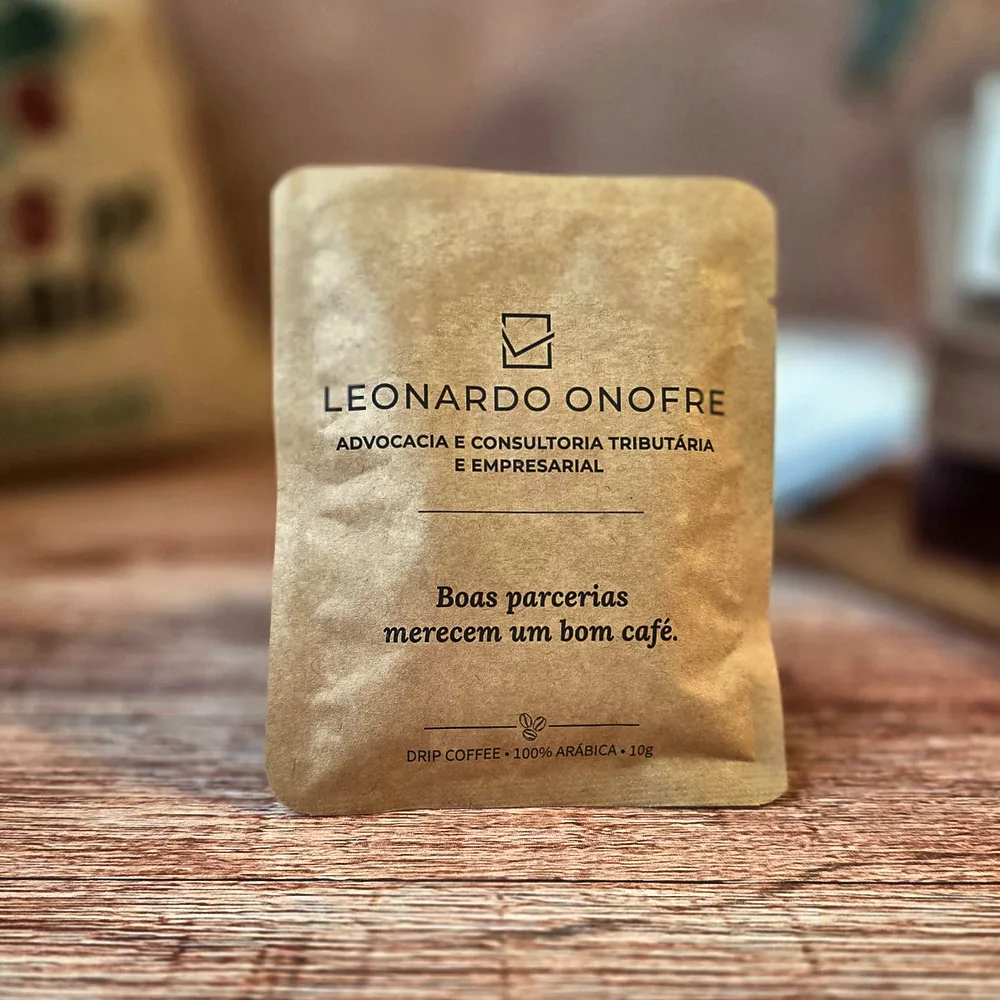 LEONARDO ONOFRE
ADVOCACIA E CONSULTORIA TRIBUTÁRIA
E EMPRESARIAL
Boas parcerias
merecem um bom café.
DRIP COFFEE • 100% ARÁBICA • 10g